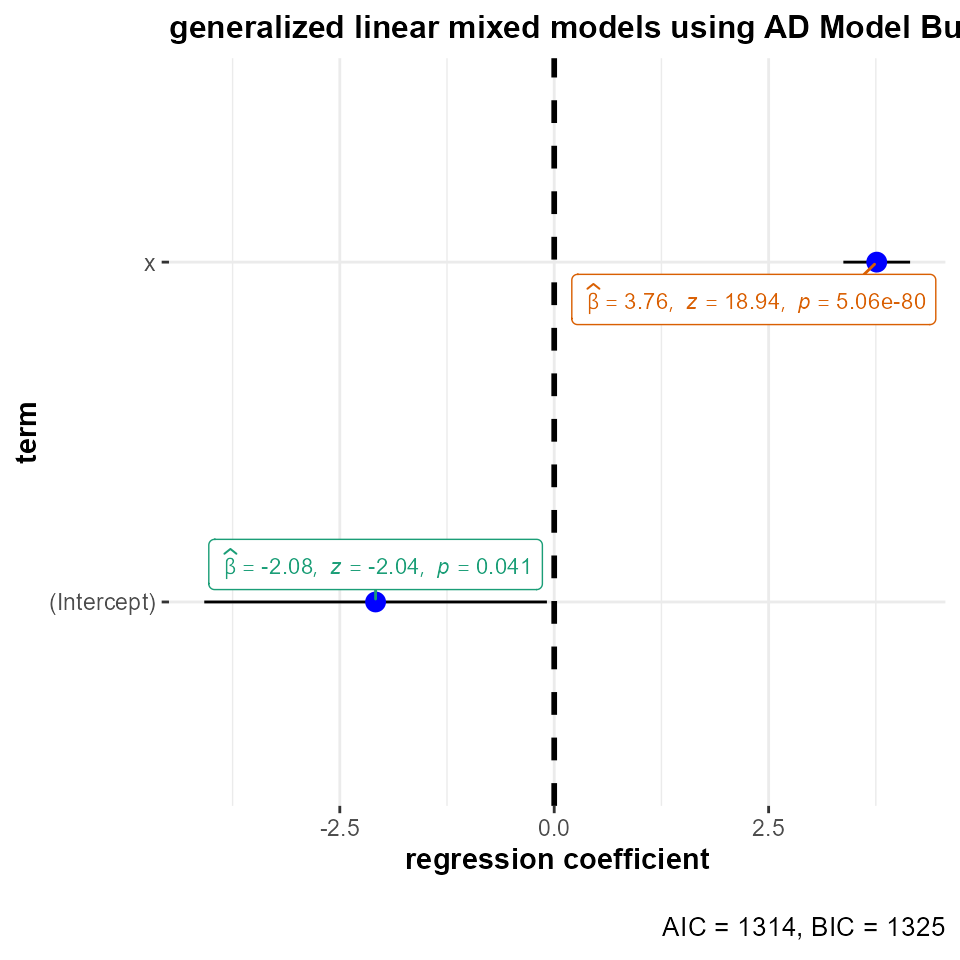 generalized linear mixed models using AD Model Bu
x
β̂ = 3.76, z = 18.94, p = 5.06e-80
term
β̂ = -2.08, z = -2.04, p = 0.041
(Intercept)
-2.5 0.0 2.5
regression coefficient
AIC = 1314, BIC = 1325